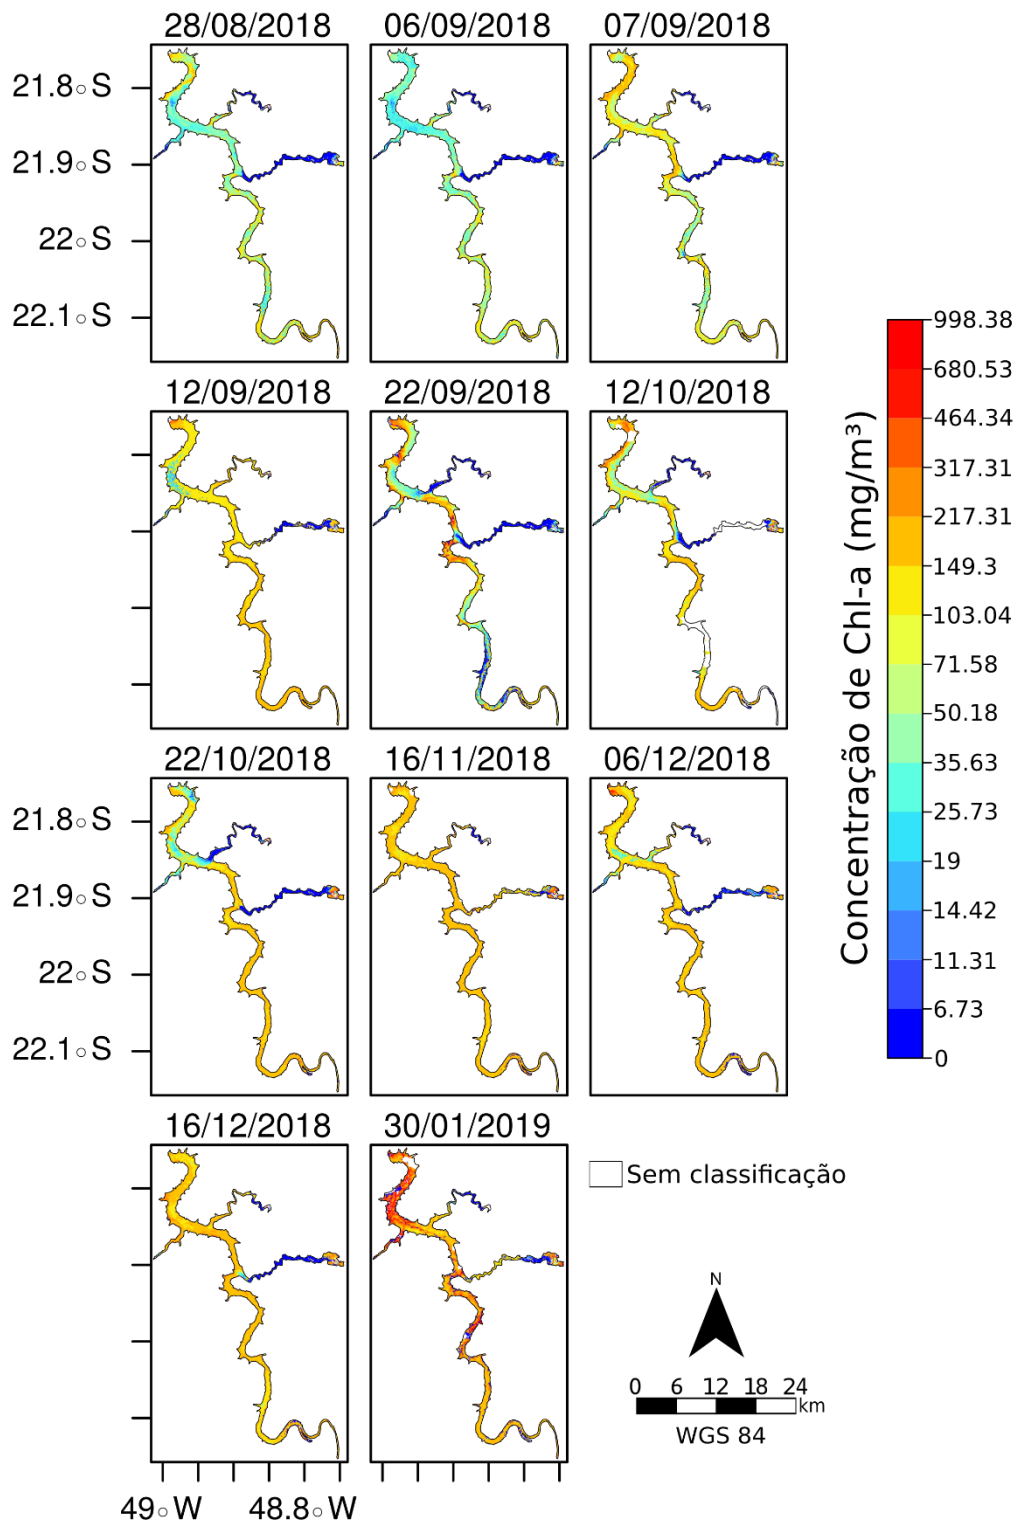 28/08/2018 06/09/2018 07/09/2018
21.8○S
21.9○S
22○S
22.1○S
12/09/2018 22/09/2018 12/10/2018
22/10/2018 16/11/2018 06/12/2018
21.8○S
21.9○S
22○S
22.1○S
16/12/2018 30/01/2019
49○W 48.8○W
Concentração de Chl-a (mg/m³)
998.38
680.53
464.34
317.31
217.31
149.3
103.04
71.58
50.18
35.63
25.73
19
14.42
11.31
6.73
0
Sem classificação
N
0 6 12 18 24
km
WGS 84